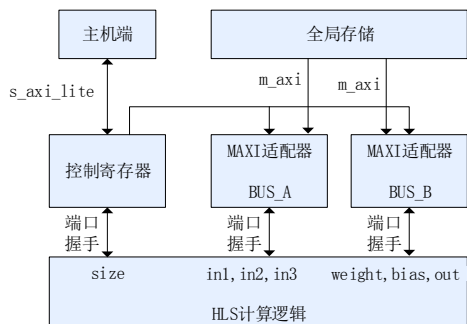 主机端
全局存储
s_axi_lite
m_axi
m_axi
控制寄存器
MAXI适配器
BUS_A
MAXI适配器
BUS_B
端口
握手
端口
握手
端口
握手
size
in1,in2,in3
weight,bias,out
HLS计算逻辑